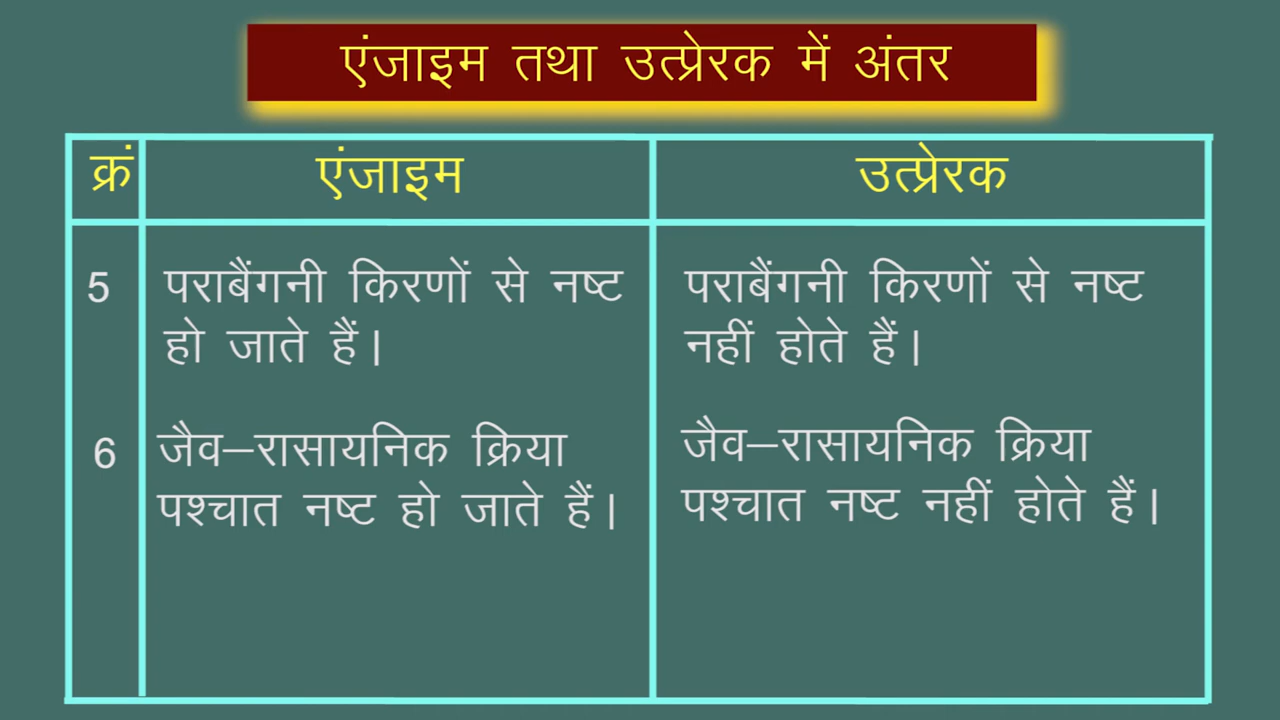 एंजाइम तथा उत्प्रेरक में अंतर
क्रं एंजाइम उत्प्रेरक
5 पराबैंगनी किरणों से नष्ट पराबैंगनी किरणों से नष्ट
हो जाते हैं। नहीं होते हैं।
6 जैव–रासायनिक क्रिया जैव–रासायनिक क्रिया
पश्चात नष्ट हो जाते हैं। पश्चात नष्ट नहीं होते हैं।